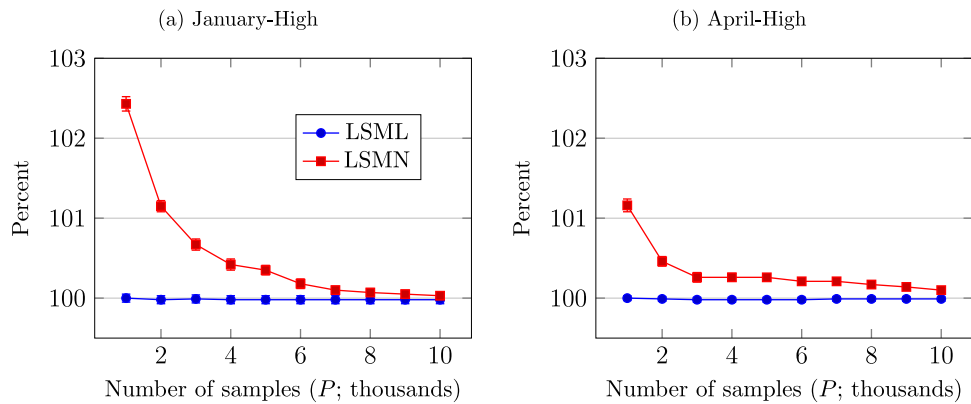 (a) January-High
103
102
101
100
Percent
LSML
LSMN
2 4 6 8 10
Number of samples (P; thousands)
(b) April-High
103
102
101
100
Percent
2 4 6 8 10
Number of samples (P; thousands)